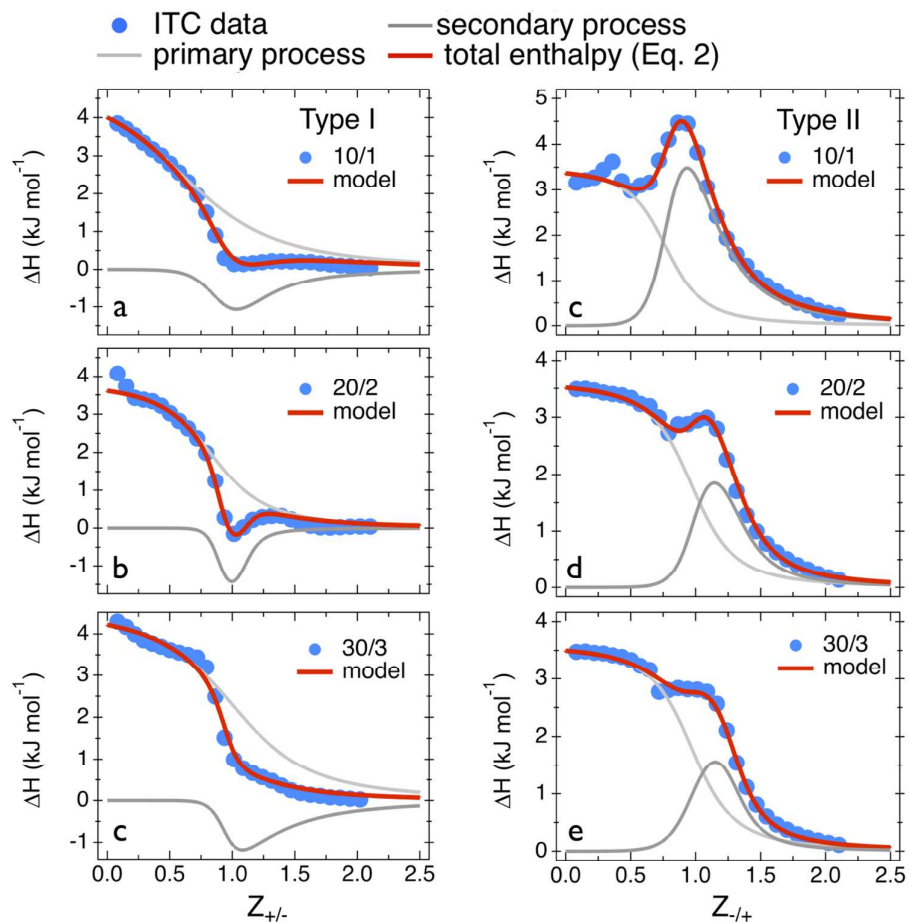 ITC data
secondary process
primary process
total enthalpy (Eq. 2)
Type I
10/1
model
ΔH (kJ mol⁻¹)
4
3
2
1
0
-1
a
Type II
10/1
model
ΔH (kJ mol⁻¹)
5
4
3
2
1
0
c
20/2
model
ΔH (kJ mol⁻¹)
4
3
2
1
0
-1
b
20/2
model
ΔH (kJ mol⁻¹)
4
3
2
1
0
d
30/3
model
ΔH (kJ mol⁻¹)
4
3
2
1
0
-1
c
0.0 0.5 1.0 1.5 2.0 2.5
Z+/-
30/3
model
ΔH (kJ mol⁻¹)
4
3
2
1
0
e
0.0 0.5 1.0 1.5 2.0 2.5
Z-/+